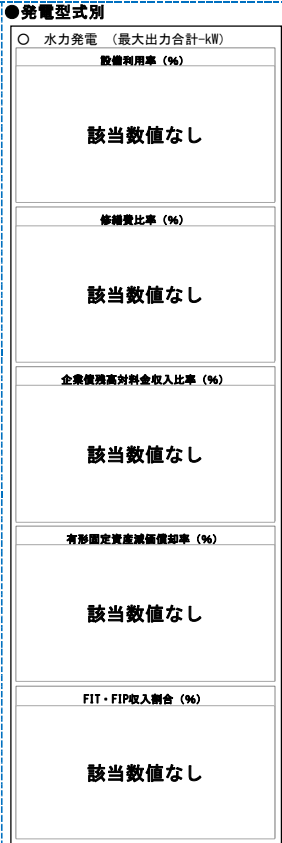 ●発電型式別
○ 水力発電 (最大出力合計-kW)
設備利用率(%)
該当数値なし
修繕費比率(%)
該当数値なし
企業債残高対料金収入比率(%)
該当数値なし
有形固定資産減価償却率(%)
該当数値なし
FIT・FIP収入割合(%)
該当数値なし